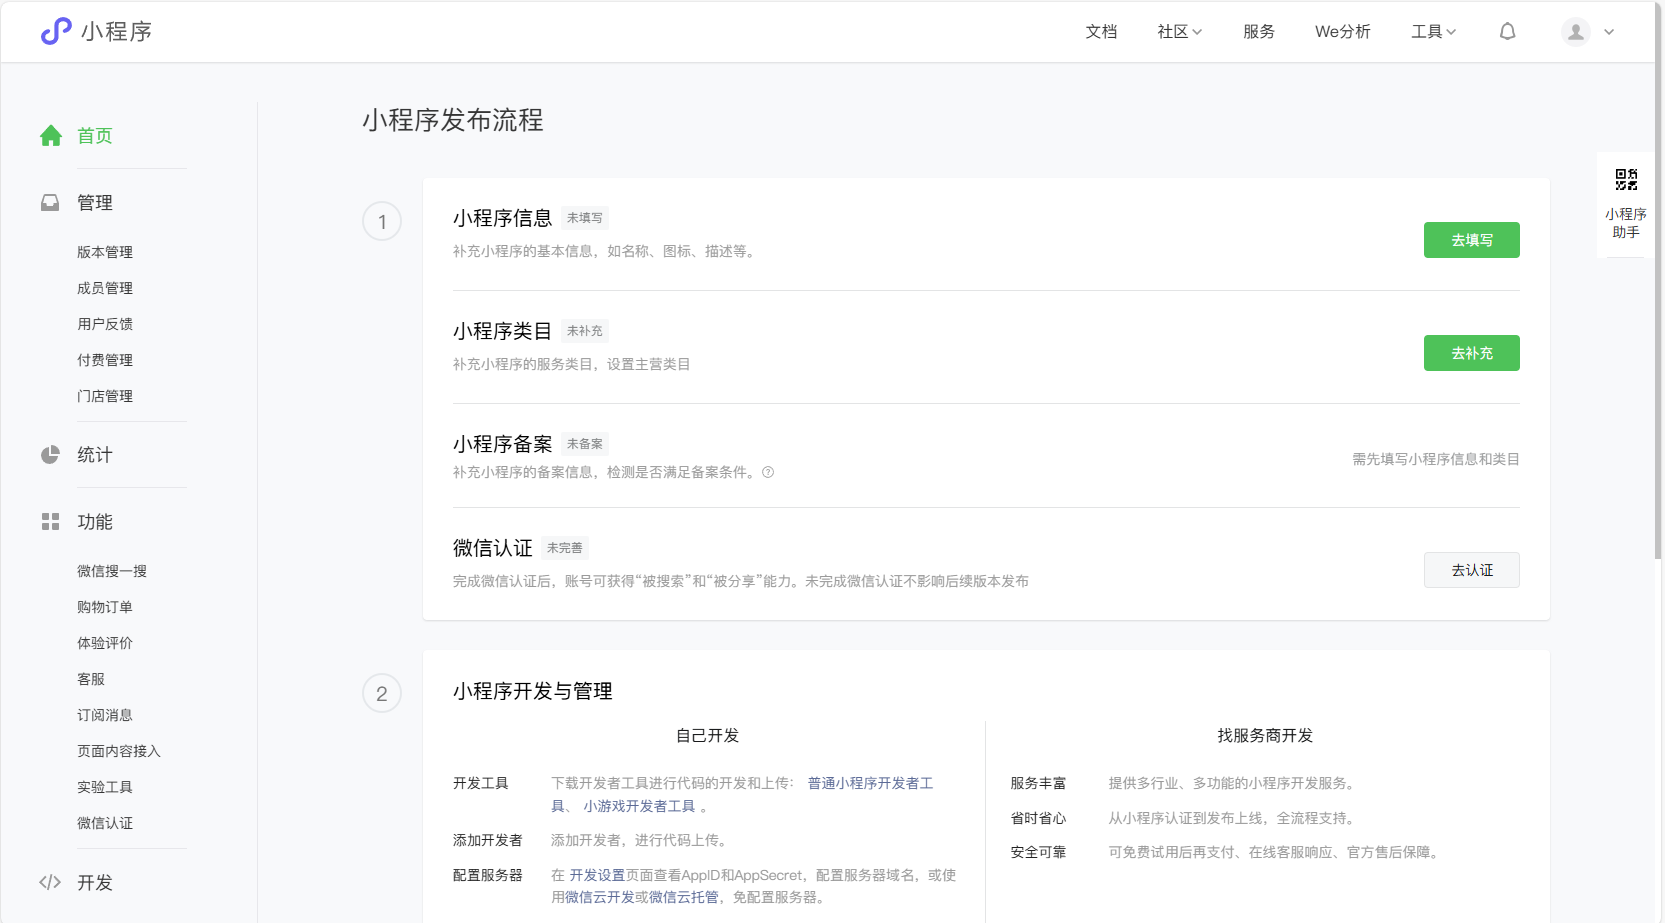 小程序
文档
社区
服务
We分析
工具
首页
管理
版本管理
成员管理
用户反馈
付费管理
门店管理
统计
功能
微信搜一搜
购物订单
体验评价
客服
订阅消息
页面内容接入
实验工具
微信认证
开发
小程序发布流程
1
小程序信息 未填写
补充小程序的基本信息，如名称、图标、描述等。
去填写
小程序类目 未补充
补充小程序的服务类目，设置主营类目
去补充
小程序备案 未备案
补充小程序的备案信息，检测是否满足备案条件。
需先填写小程序信息和类目
微信认证 未完善
完成微信认证后，账号可获得“被搜索”和“被分享”能力。未完成微信认证不影响后续版本发布
去认证
2
小程序开发与管理
自己开发
开发工具
下载开发者工具进行代码的开发和上传： 普通小程序开发者工
具、 小游戏开发者工具 。
添加开发者
添加开发者，进行代码上传。
配置服务器
在 开发设置页面查看AppID和AppSecret，配置服务器域名，或使
用微信云开发或微信云托管，免配置服务器。
找服务商开发
服务丰富
提供多行业、多功能的小程序开发服务。
省时省心
从小程序认证到发布上线，全流程支持。
安全可靠
可免费试用后再支付、在线客服响应、官方售后保障。
小程序
助手